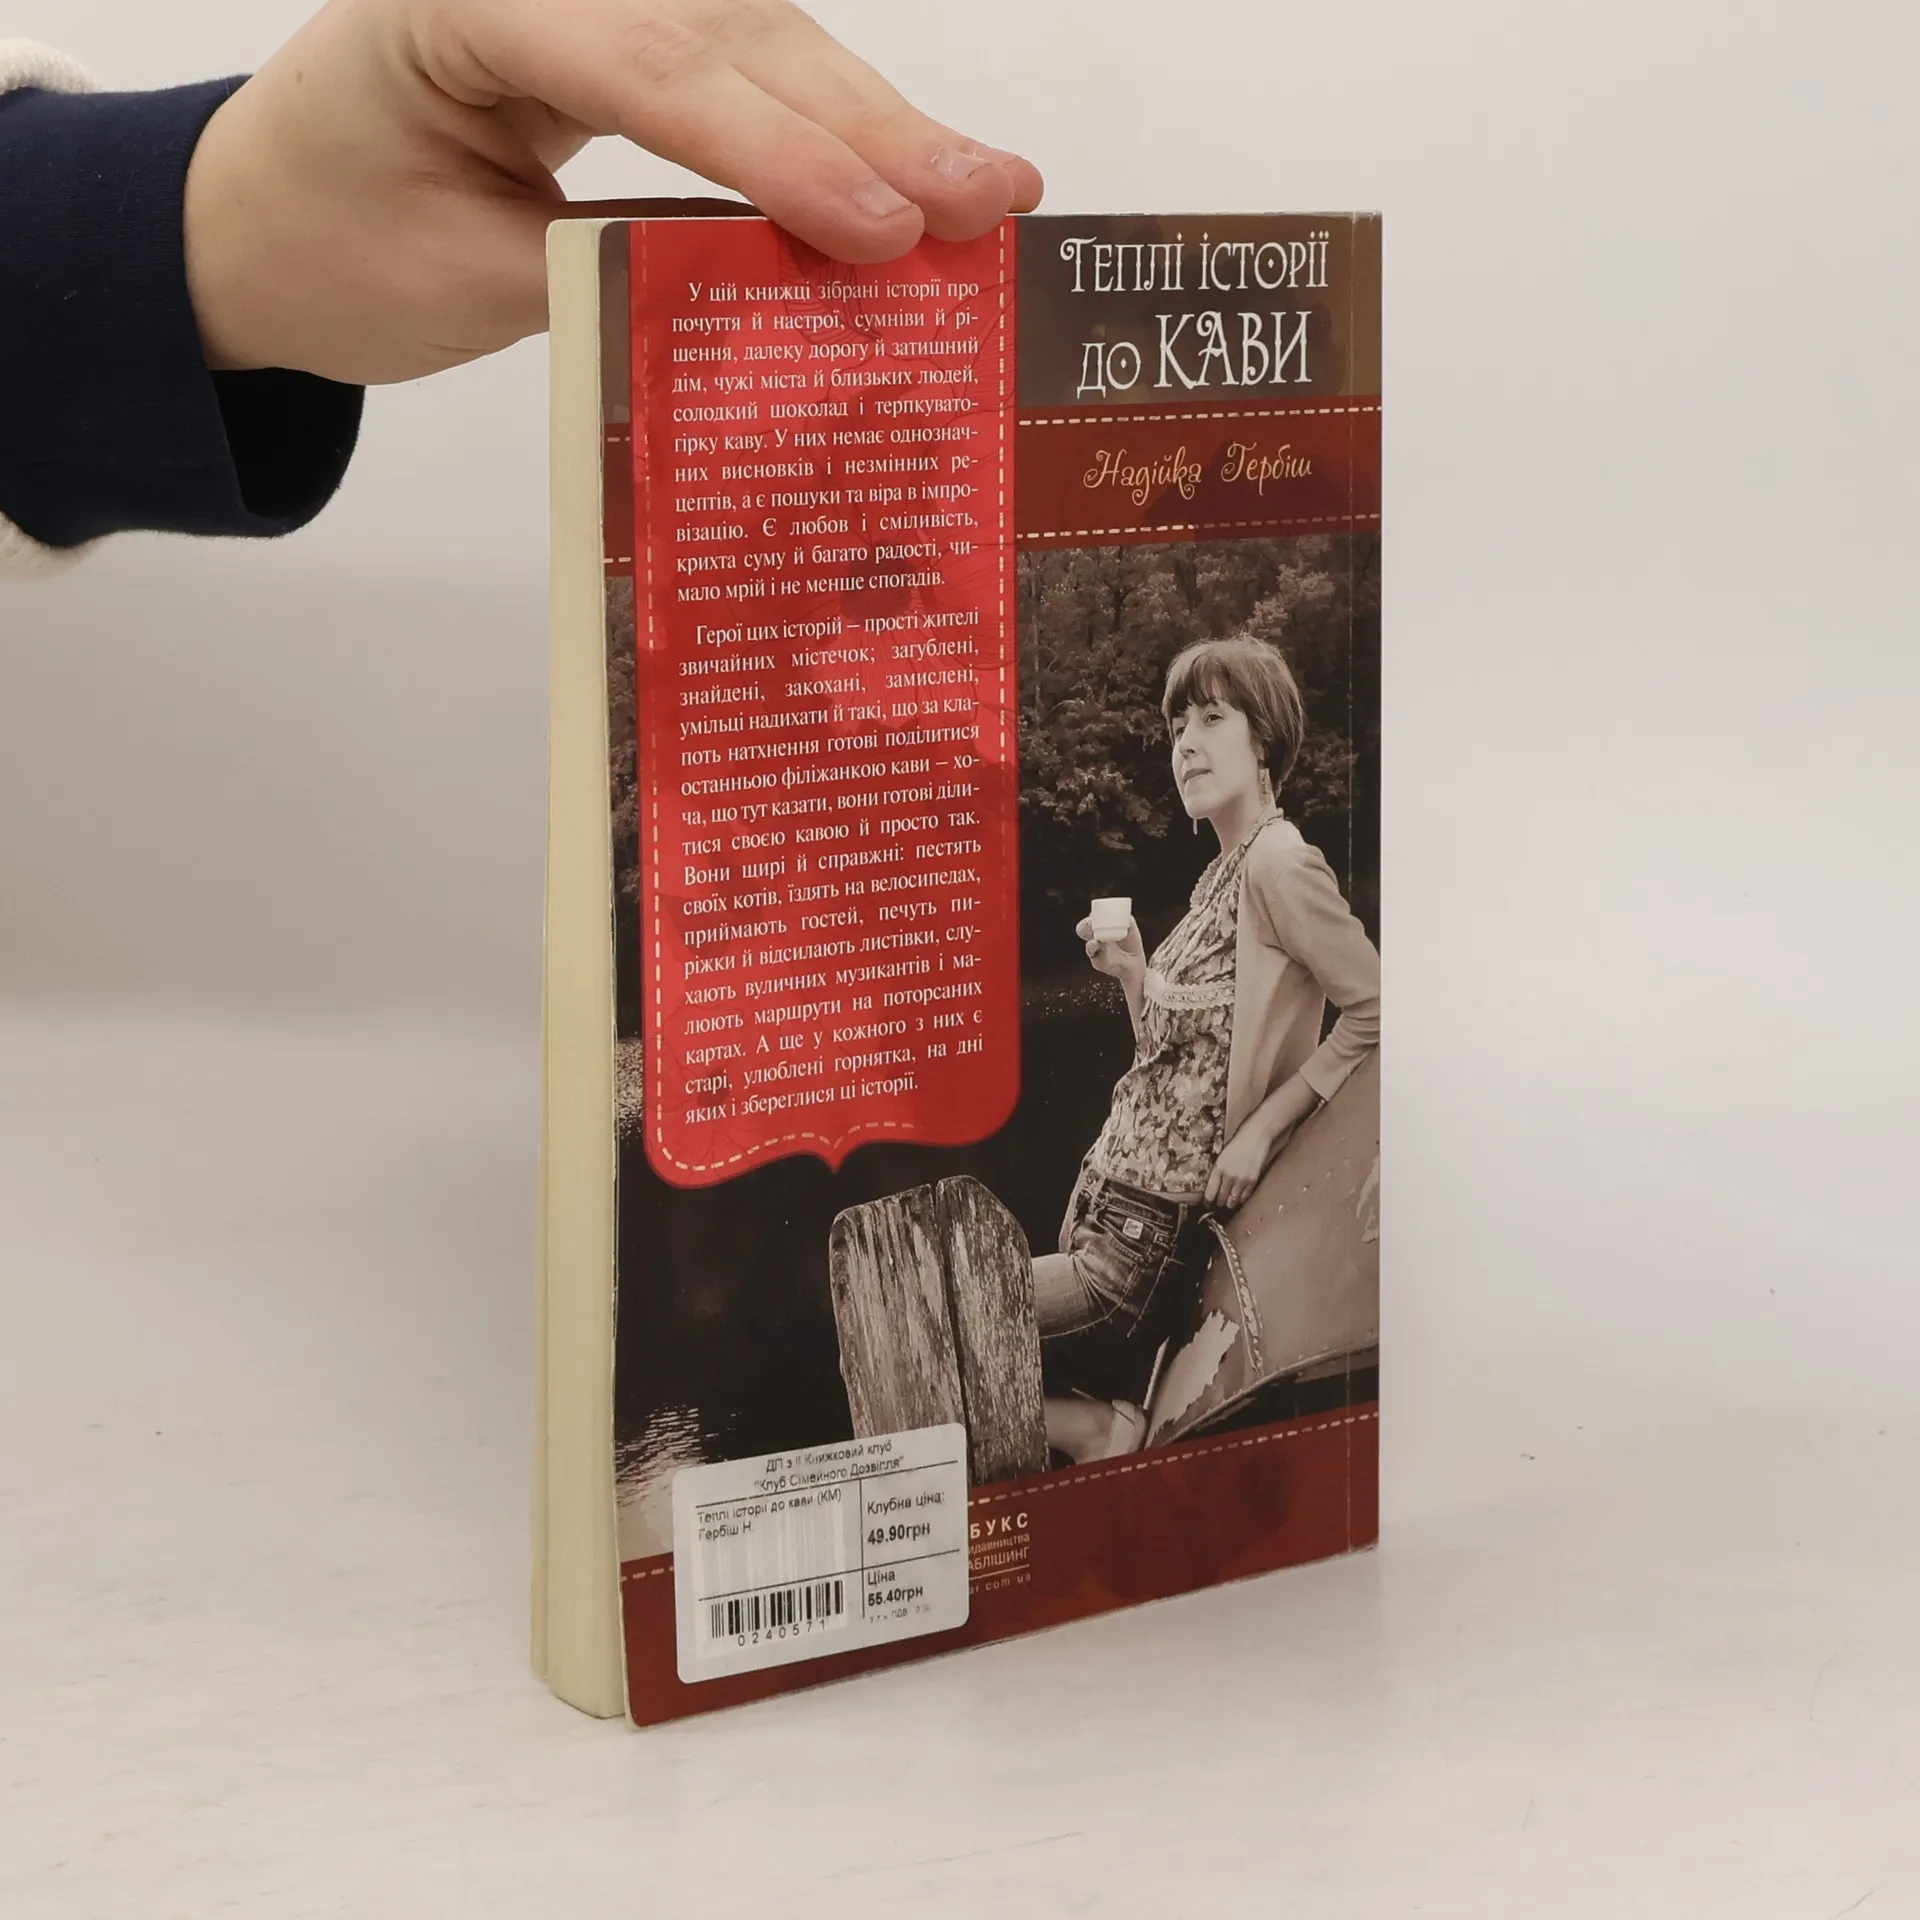 У цій книжці зібрані історії про
почуття й настрої, сумніви й рі-
шення, далеку дорогу й затишний
дім, чужі міста й близьких людей,
солодкий шоколад і терпкувато-
гірку каву. У них немає однознач-
них висновків і незмінних ре-
цептів, а є пошуки та віра в імпро-
візацію. Є любов і сміливість,
крихта суму й багато радості, чи-
мало мрій і не менше спогадів.
Герої цих історій – прості жителі
звичайних містечок; загублені,
знайдені, закохані, замислені,
умільці надихати й такі, що за кла-
поть натхнення готові поділитися
останньою філіжанкою кави – хо-
ча, що тут казати, вони готові діли-
тися своєю кавою й просто так.
Вони щирі й справжні: пестять
своїх котів, їздять на велосипедах,
приймають гостей, печуть пи-
ріжки й відсилають листівки, слу-
хають вуличних музикантів і ма-
люють маршрути на поторсаних
картах. А ще у кожного з них є
старі, улюблені горнятка, на дні
яких і збереглися ці історії.
ТЕПЛІ ІСТОРІЇ
ДО КАВИ
Надійка Гербіш
ДП з ІІ Книжковий клуб
"Клуб Сімейного Дозвілля"
Теплі історії до кави (КМ)
Гербіш Н.
Клубна ціна:
49.90грн
Ціна
55.40грн
0240571
БУКС
идавництва
АБЛІШИНГ
ar.com.ua